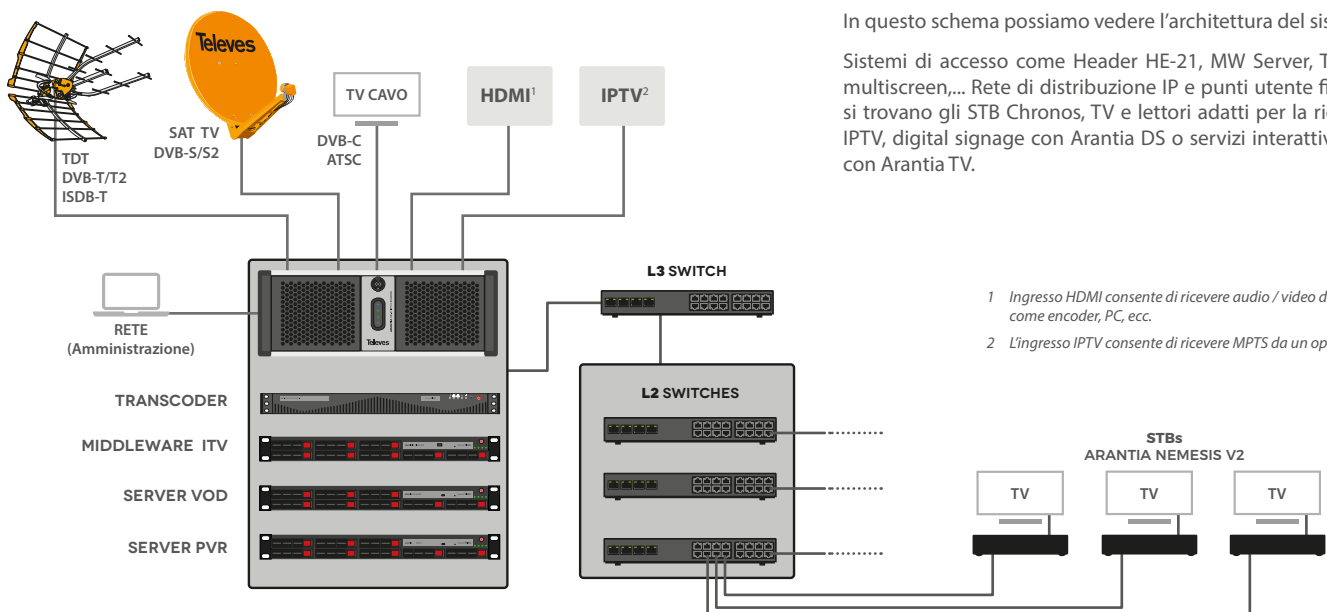 In questo schema possiamo vedere l'architettura del
Sistemi di accesso come Header HE-21, MW Server,
multiscreen,... Rete di distribuzione IP e punti utente
si trovano gli STB Chronos, TV e lettori adatti per la
IPTV, digital signage con Arantia DS o servizi
con Arantia TV.
Televes
TV CAVO
HDMI1
IPTV2
SAT TV
DVB-S/S2
DVB-C
ATSC
TDT
DVB-T/T2
ISDB-T
RETE
(Amministrazione)
Televes
L3 SWITCH
1 Ingresso HDMI consente di ricevere audio / video
come encoder, PC, ecc.
2 L'ingresso IPTV consente di ricevere MPTS da un
TRANSCODER
MIDDLEWARE ITV
SERVER VOD
SERVER PVR
L2 SWITCHES
STBs
ARANTIA NEMESIS V2
TV
TV
TV